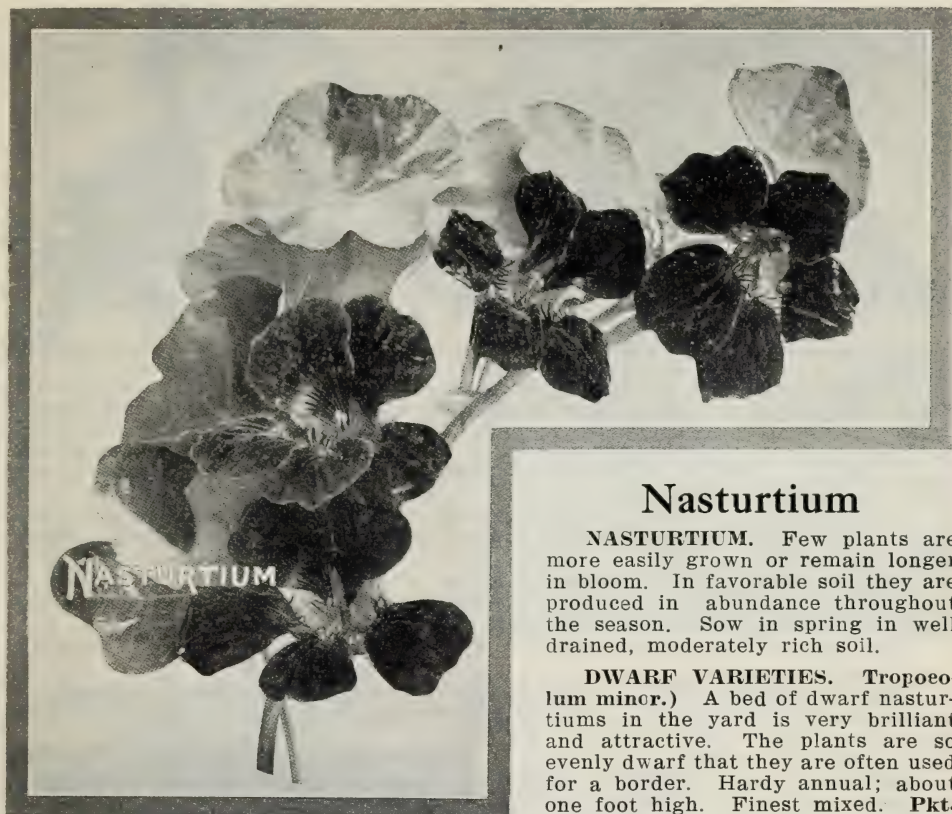 NASTURTIUM
Nasturtium
NASTURTIUM. Few plants are
more easily grown or remain longer
in bloom. In favorable soil they are
produced in abundance throughout
the season. Sow in spring in well
drained, moderately rich soil.
DWARF VARIETIES. Tropoeo-
lum minor.) A bed of dwarf nastur-
tiums in the yard is very brilliant
and attractive. The plants are so
evenly dwarf that they are often used
for a border. Hardy annual; about
one foot high. Finest mixed. Pkt.